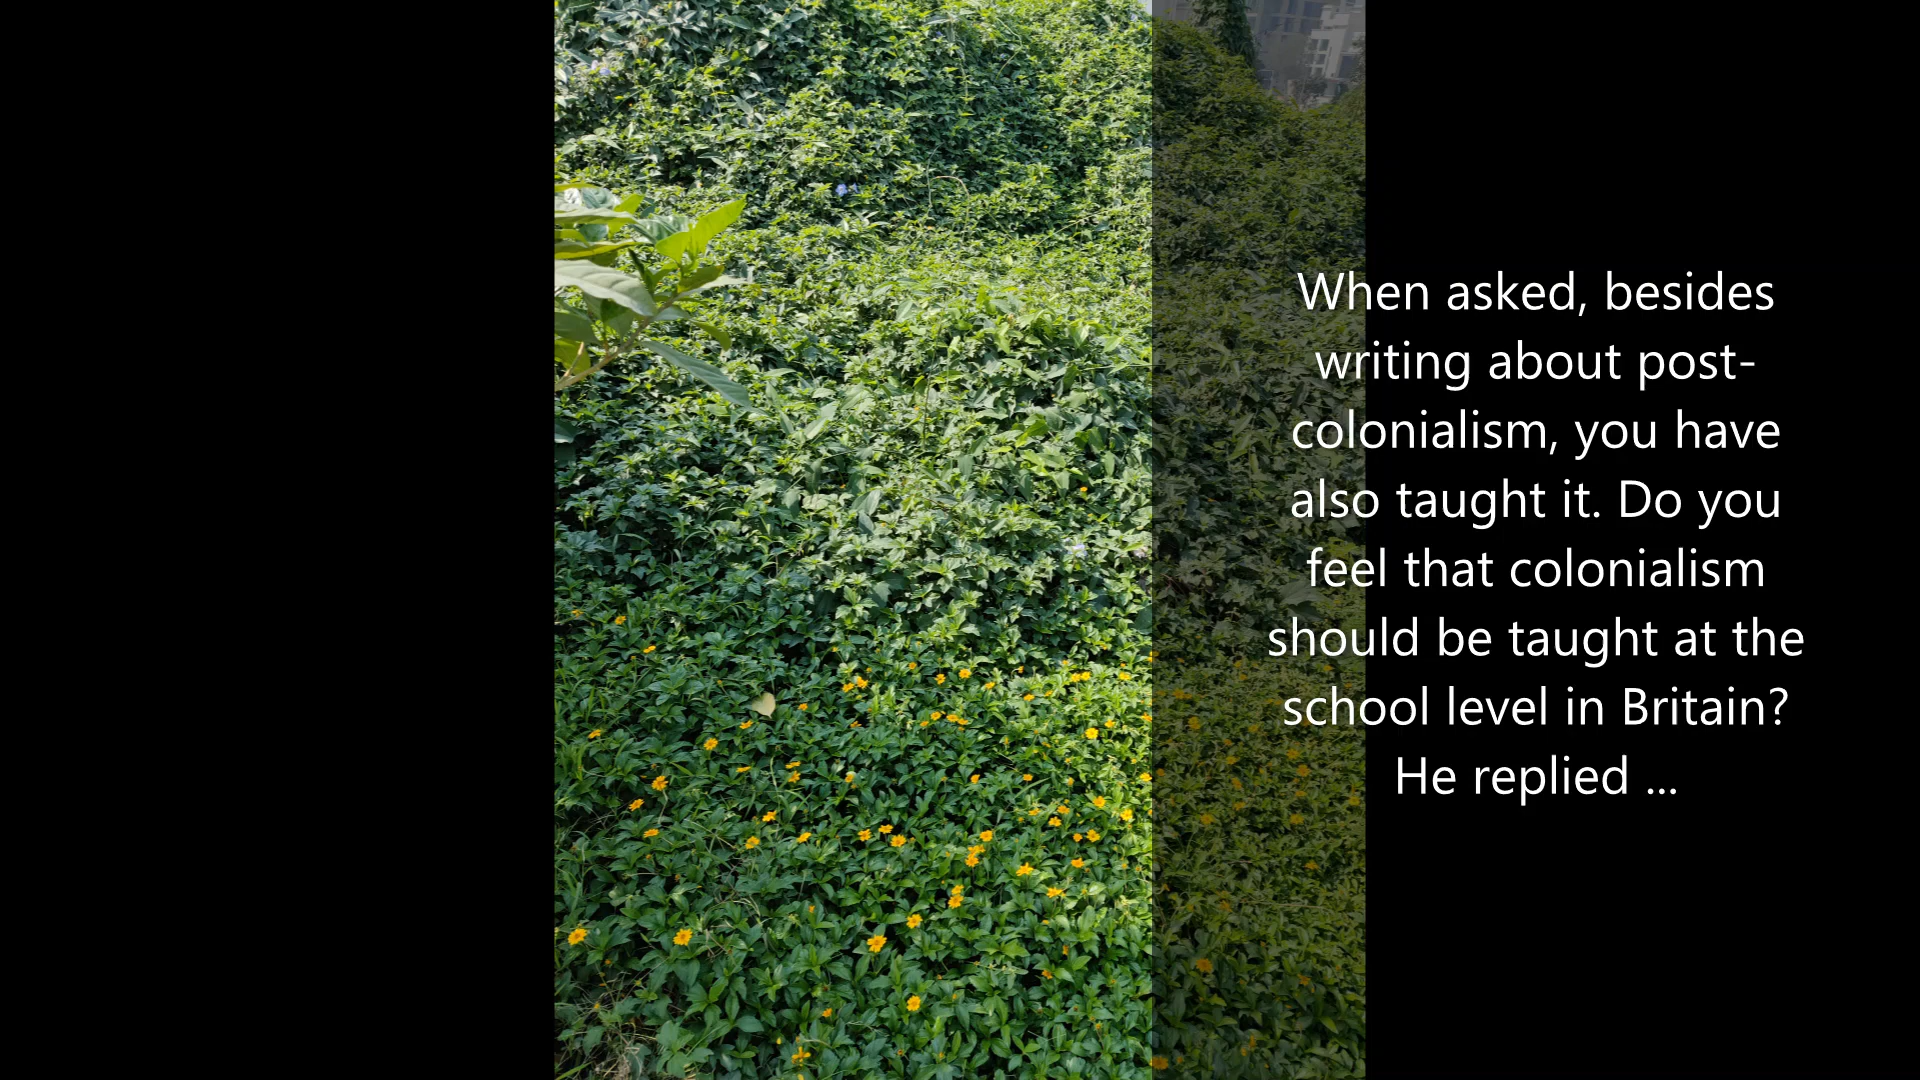 When asked, besides
writing about post-
colonialism, you have
also taught it. Do you
feel that colonialism
should be taught at the
school level in Britain?
He replied ...